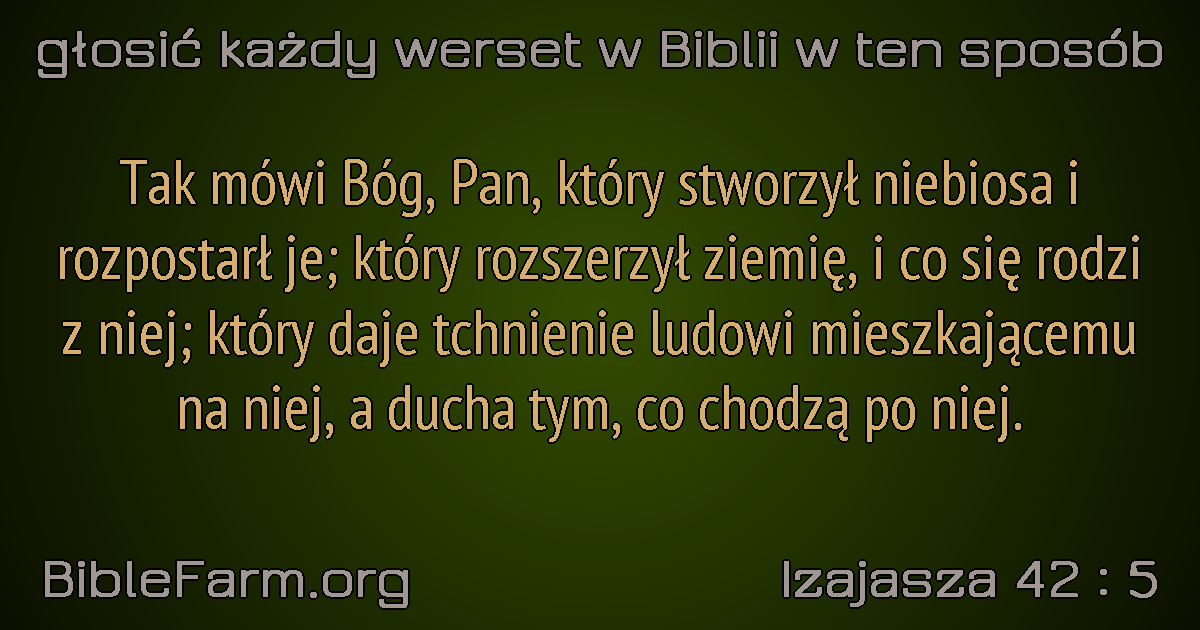 głosić każdy werset w Biblii w ten sposób
Tak mówi Bóg, Pan, który stworzył niebiosa i
rozpostarł je; który rozszerzył ziemię, i co się rodzi
z niej; który daje tchnienie ludowi mieszkającemu
na niej, a ducha tym, co chodzą po niej.
BibleFarm.org
Izajasza 42 : 5